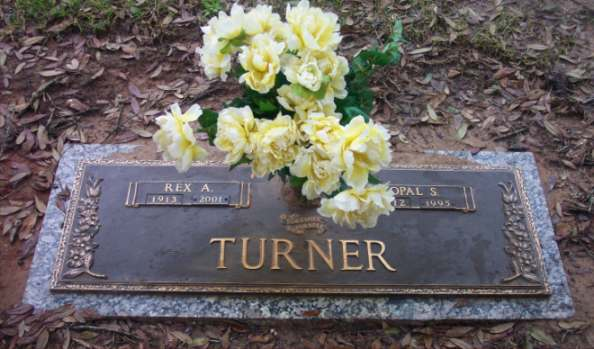 REX A.
1913 2001
OPAL S.
1995
TURNER